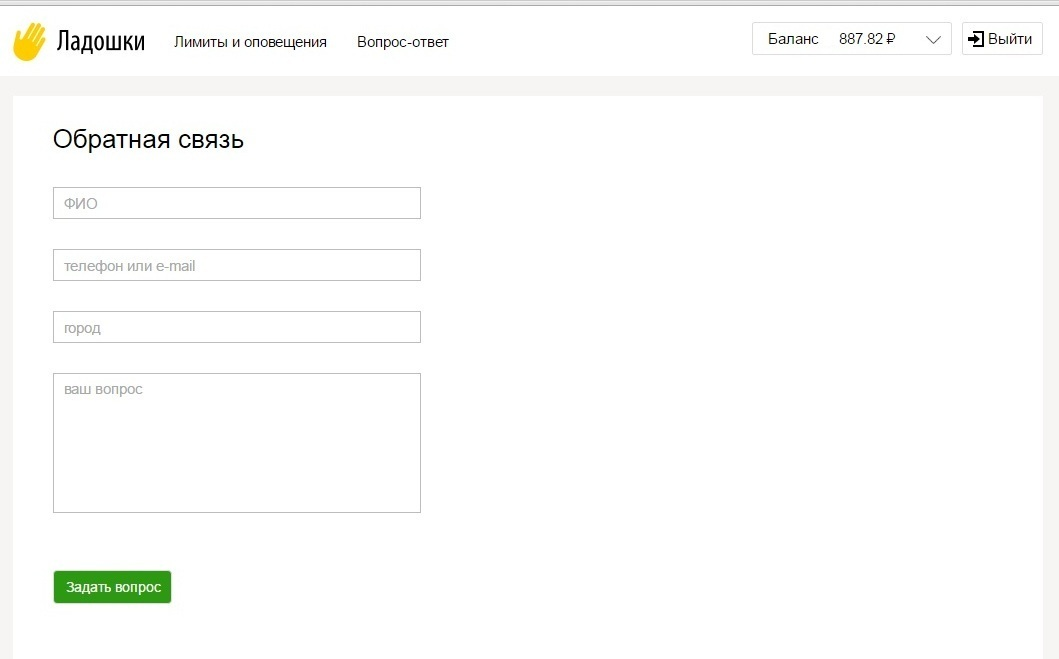 Ладошки Лимиты и оповещения Вопрос-ответ Баланс 887.82 ₽ Выйти
Обратная связь
ФИО
телефон или e-mail
город
ваш вопрос
Задать вопрос